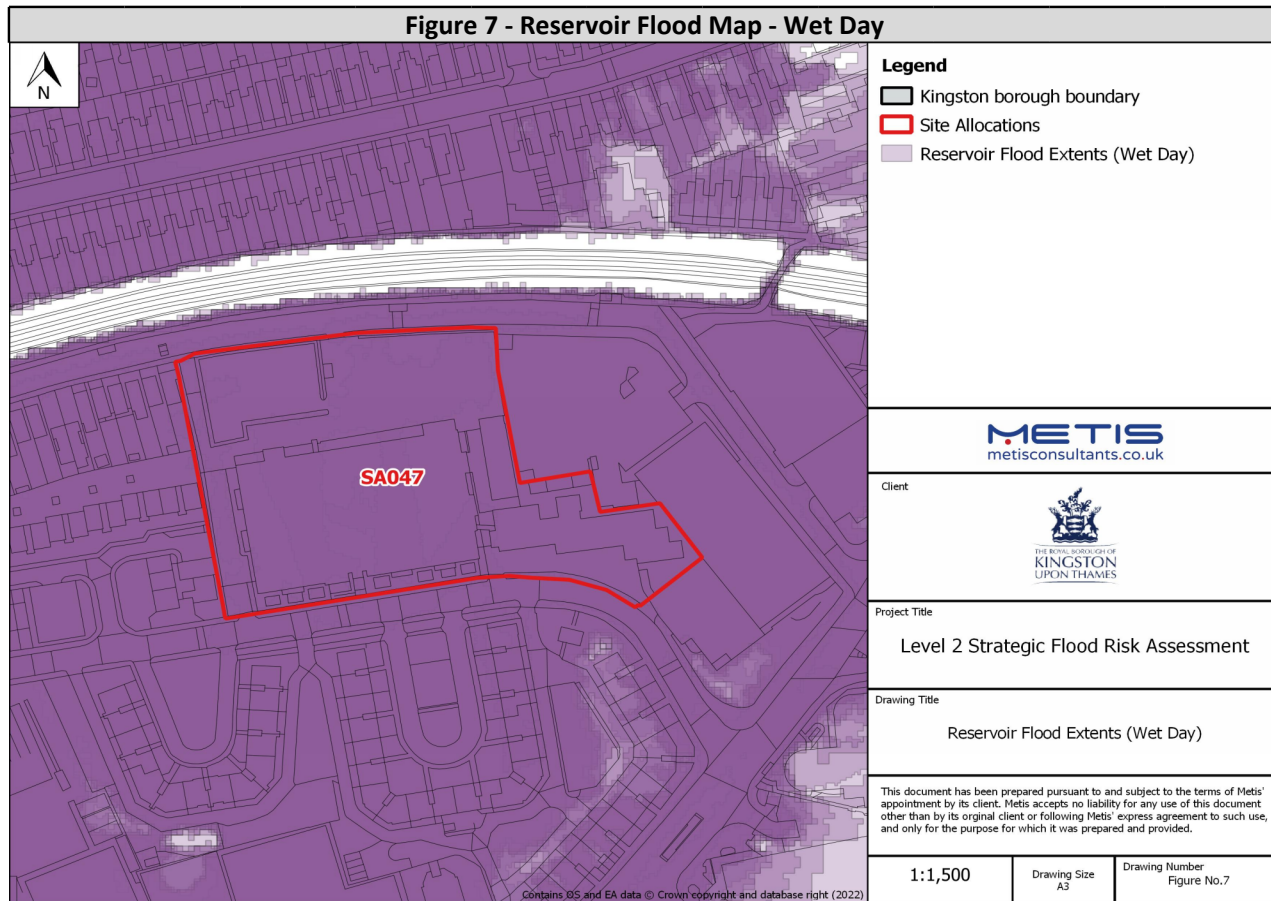 Figure 7 - Reservoir Flood Map - Wet Day
N
SA047
Contains OS and EA data © Crown copyright and database right (2022)
Legend
Kingston borough boundary
Site Allocations
Reservoir Flood Extents (Wet Day)
METIS
metisconsultants.co.uk
Client
THE ROYAL BOROUGH OF
KINGSTON
UPON THAMES
Project Title
Level 2 Strategic Flood Risk Assessment
Drawing Title
Reservoir Flood Extents (Wet Day)
This document has been prepared pursuant to and subject to the terms of Metis'
appointment by its client. Metis accepts no liability for any use of this document
other than by its orginal client or following Metis' express agreement to such use,
and only for the purpose for which it was prepared and provided.
1:1,500
Drawing Size
A3
Drawing Number
Figure No.7